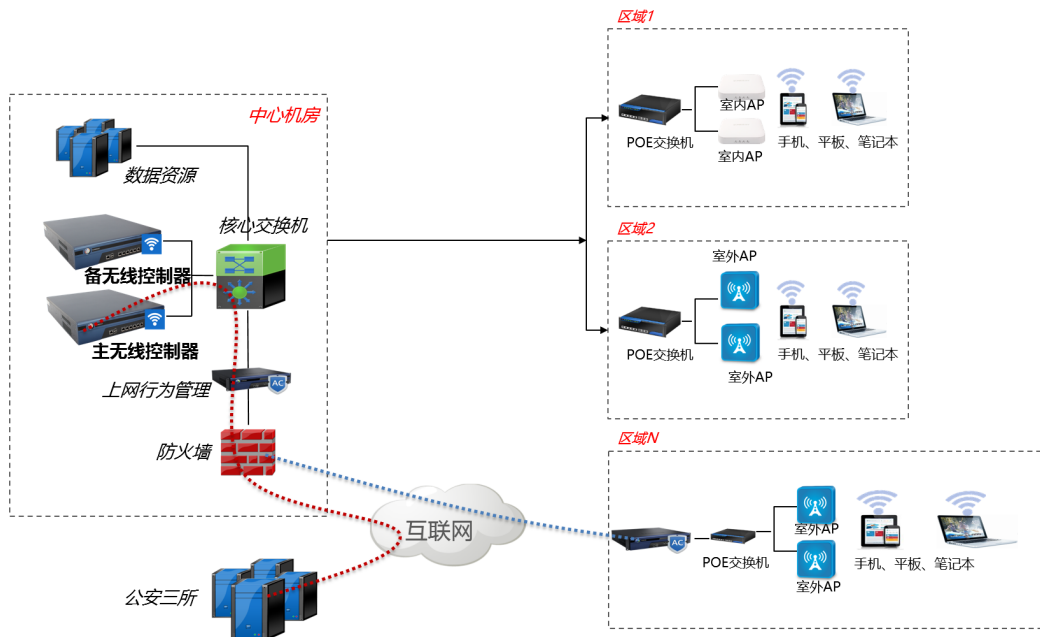 中心机房
数据资源
核心交换机
备无线控制器
主无线控制器
上网行为管理
AC
防火墙
互联网
公安三所
区域1
POE交换机
室内AP
室内AP
手机、平板、笔记本
区域2
室外AP
POE交换机
室外AP
手机、平板、笔记本
区域N
AC
POE交换机
室外AP
室外AP
手机、平板、笔记本